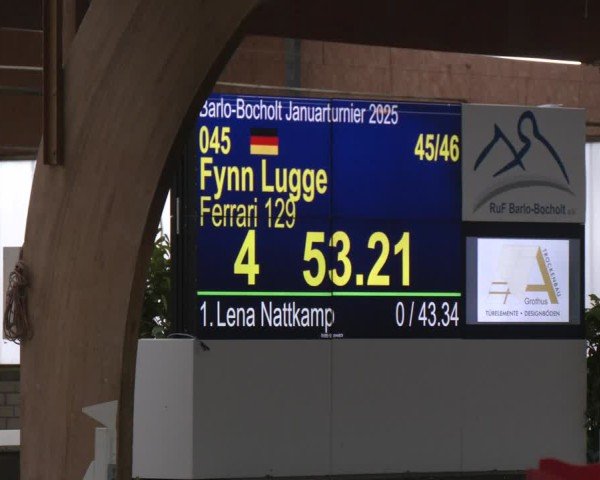 Barlo-Bocholt Januarturnier 2025
045 45/46
Fynn Lugge
Ferrari 129
4 53.21
1. Lena Nattkamp 0 / 43.34
RuF Barlo-Bocholt e.V.
TROCKENBAU
Grothus
TÜRELEMENTE • DESIGNBÖDEN